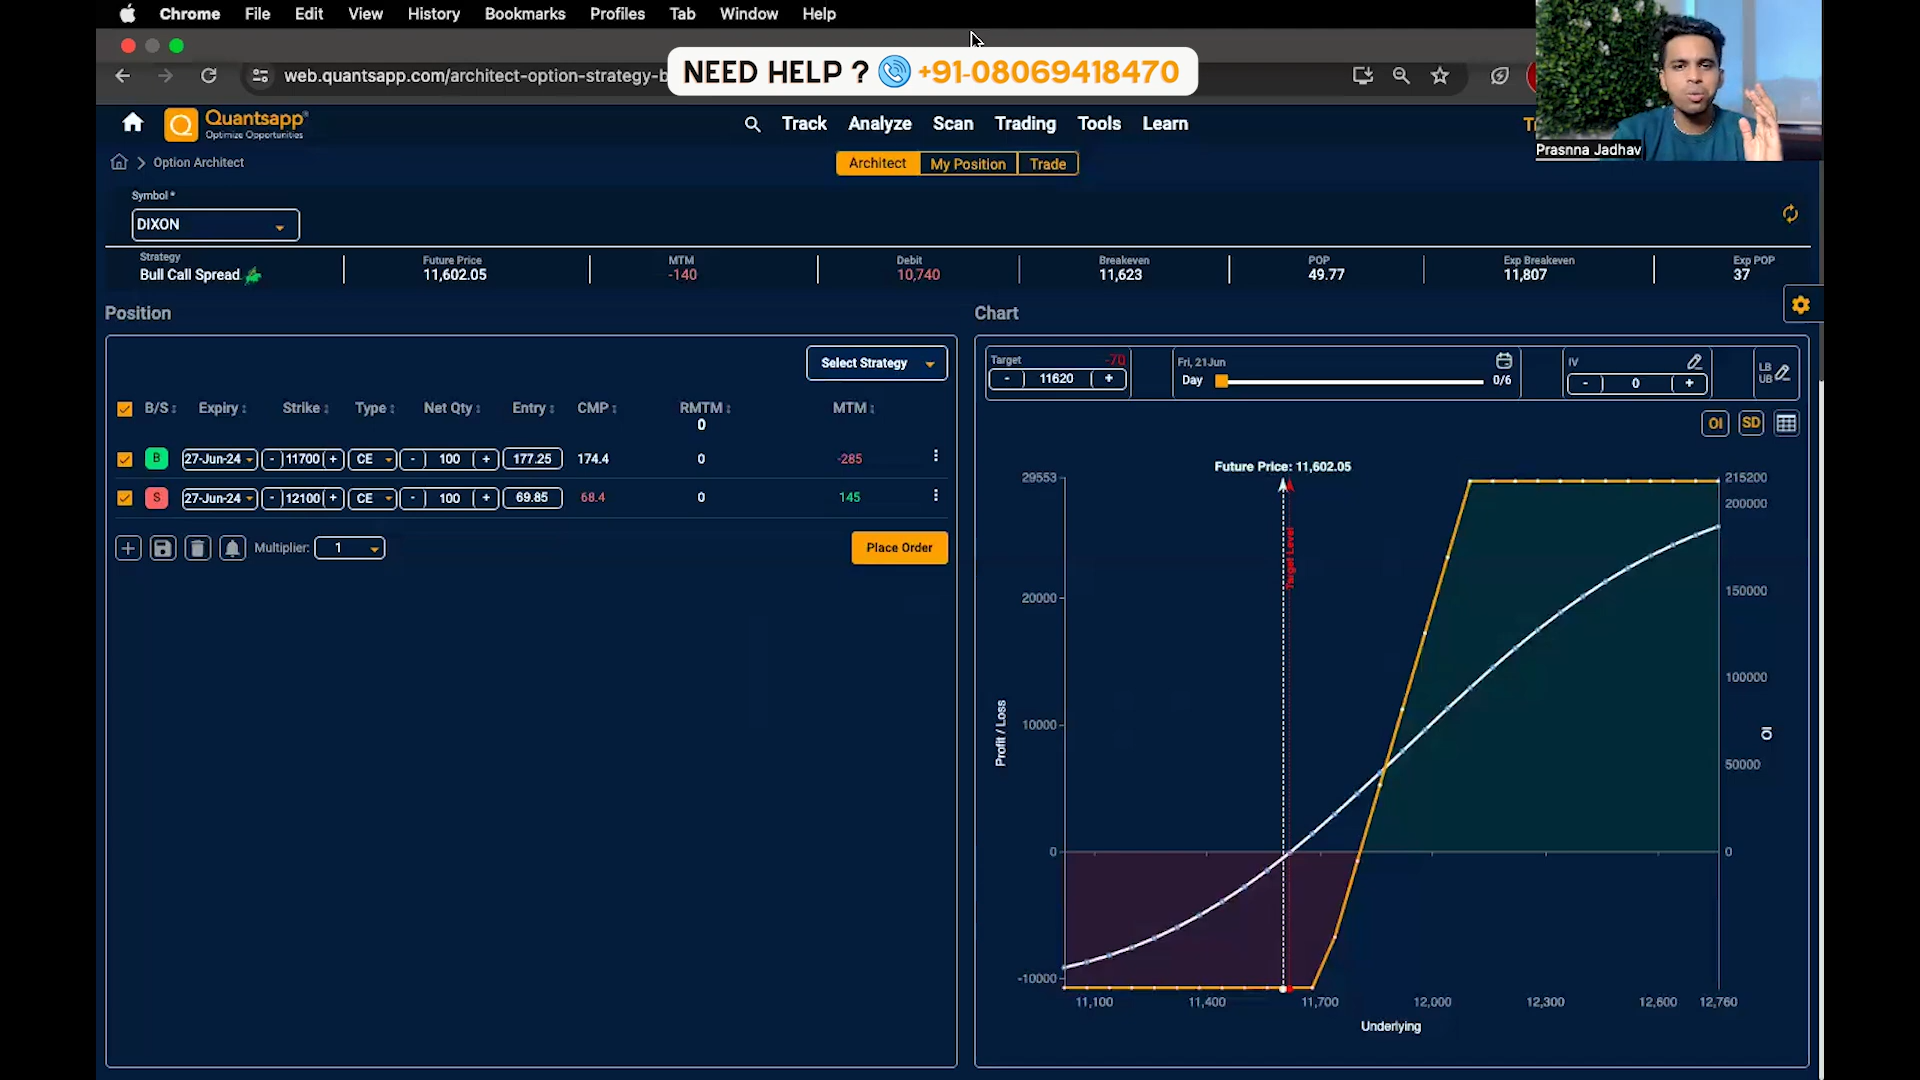 Chrome File Edit View History Bookmarks Profiles Tab Window Help
web.quantsapp.com/architect-option-strategy-b
NEED HELP ? +91-08069418470
Prasnna Jadhav
Quantsapp
Optimize Opportunities
Track Analyze Scan Trading Tools Learn
Option Architect
Architect My Position Trade
Symbol *
DIXON
Strategy Future Price MTM Debit Breakeven POP Exp Breakeven Exp POP
Bull Call Spread 11,602.05 -140 10,740 11,623 49.77 11,807 37
Position
Select Strategy
B/S Expiry Strike Type Net Qty Entry CMP RMTM MTM
0
B 27-Jun-24 - 11700 + CE - 100 + 177.25 174.4 0 -285
S 27-Jun-24 - 12100 + CE - 100 + 69.85 68.4 0 145
Multiplier: 1
Place Order
Chart
Target -70
- 11620 +
Fri, 21Jun
Day 0/6
IV
- 0 +
LB
UB
OI SD
Future Price: 11,602.05
Target Level
29553
20000
10000
0
-10000
Profit / Loss
215200
200000
150000
100000
50000
0
OI
11,100 11,400 11,700 12,000 12,300 12,600 12,760
Underlying